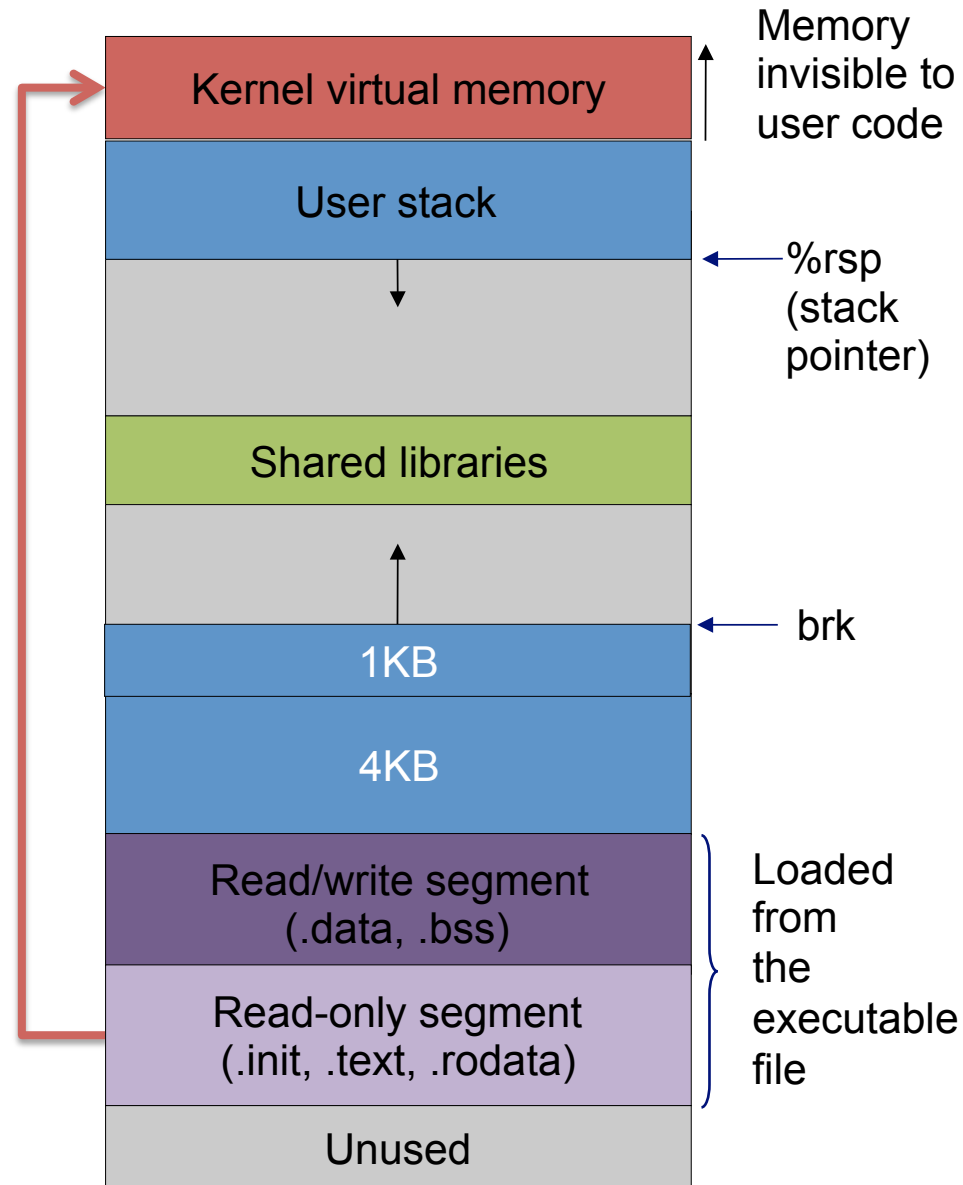 Memory
invisible to
user code
Kernel virtual memory
User stack
%rsp
(stack
pointer)
Shared libraries
brk
1KB
4KB
Read/write segment
(.data, .bss)
Read-only segment
(.init, .text, .rodata)
Loaded
from
the
executable
file
Unused